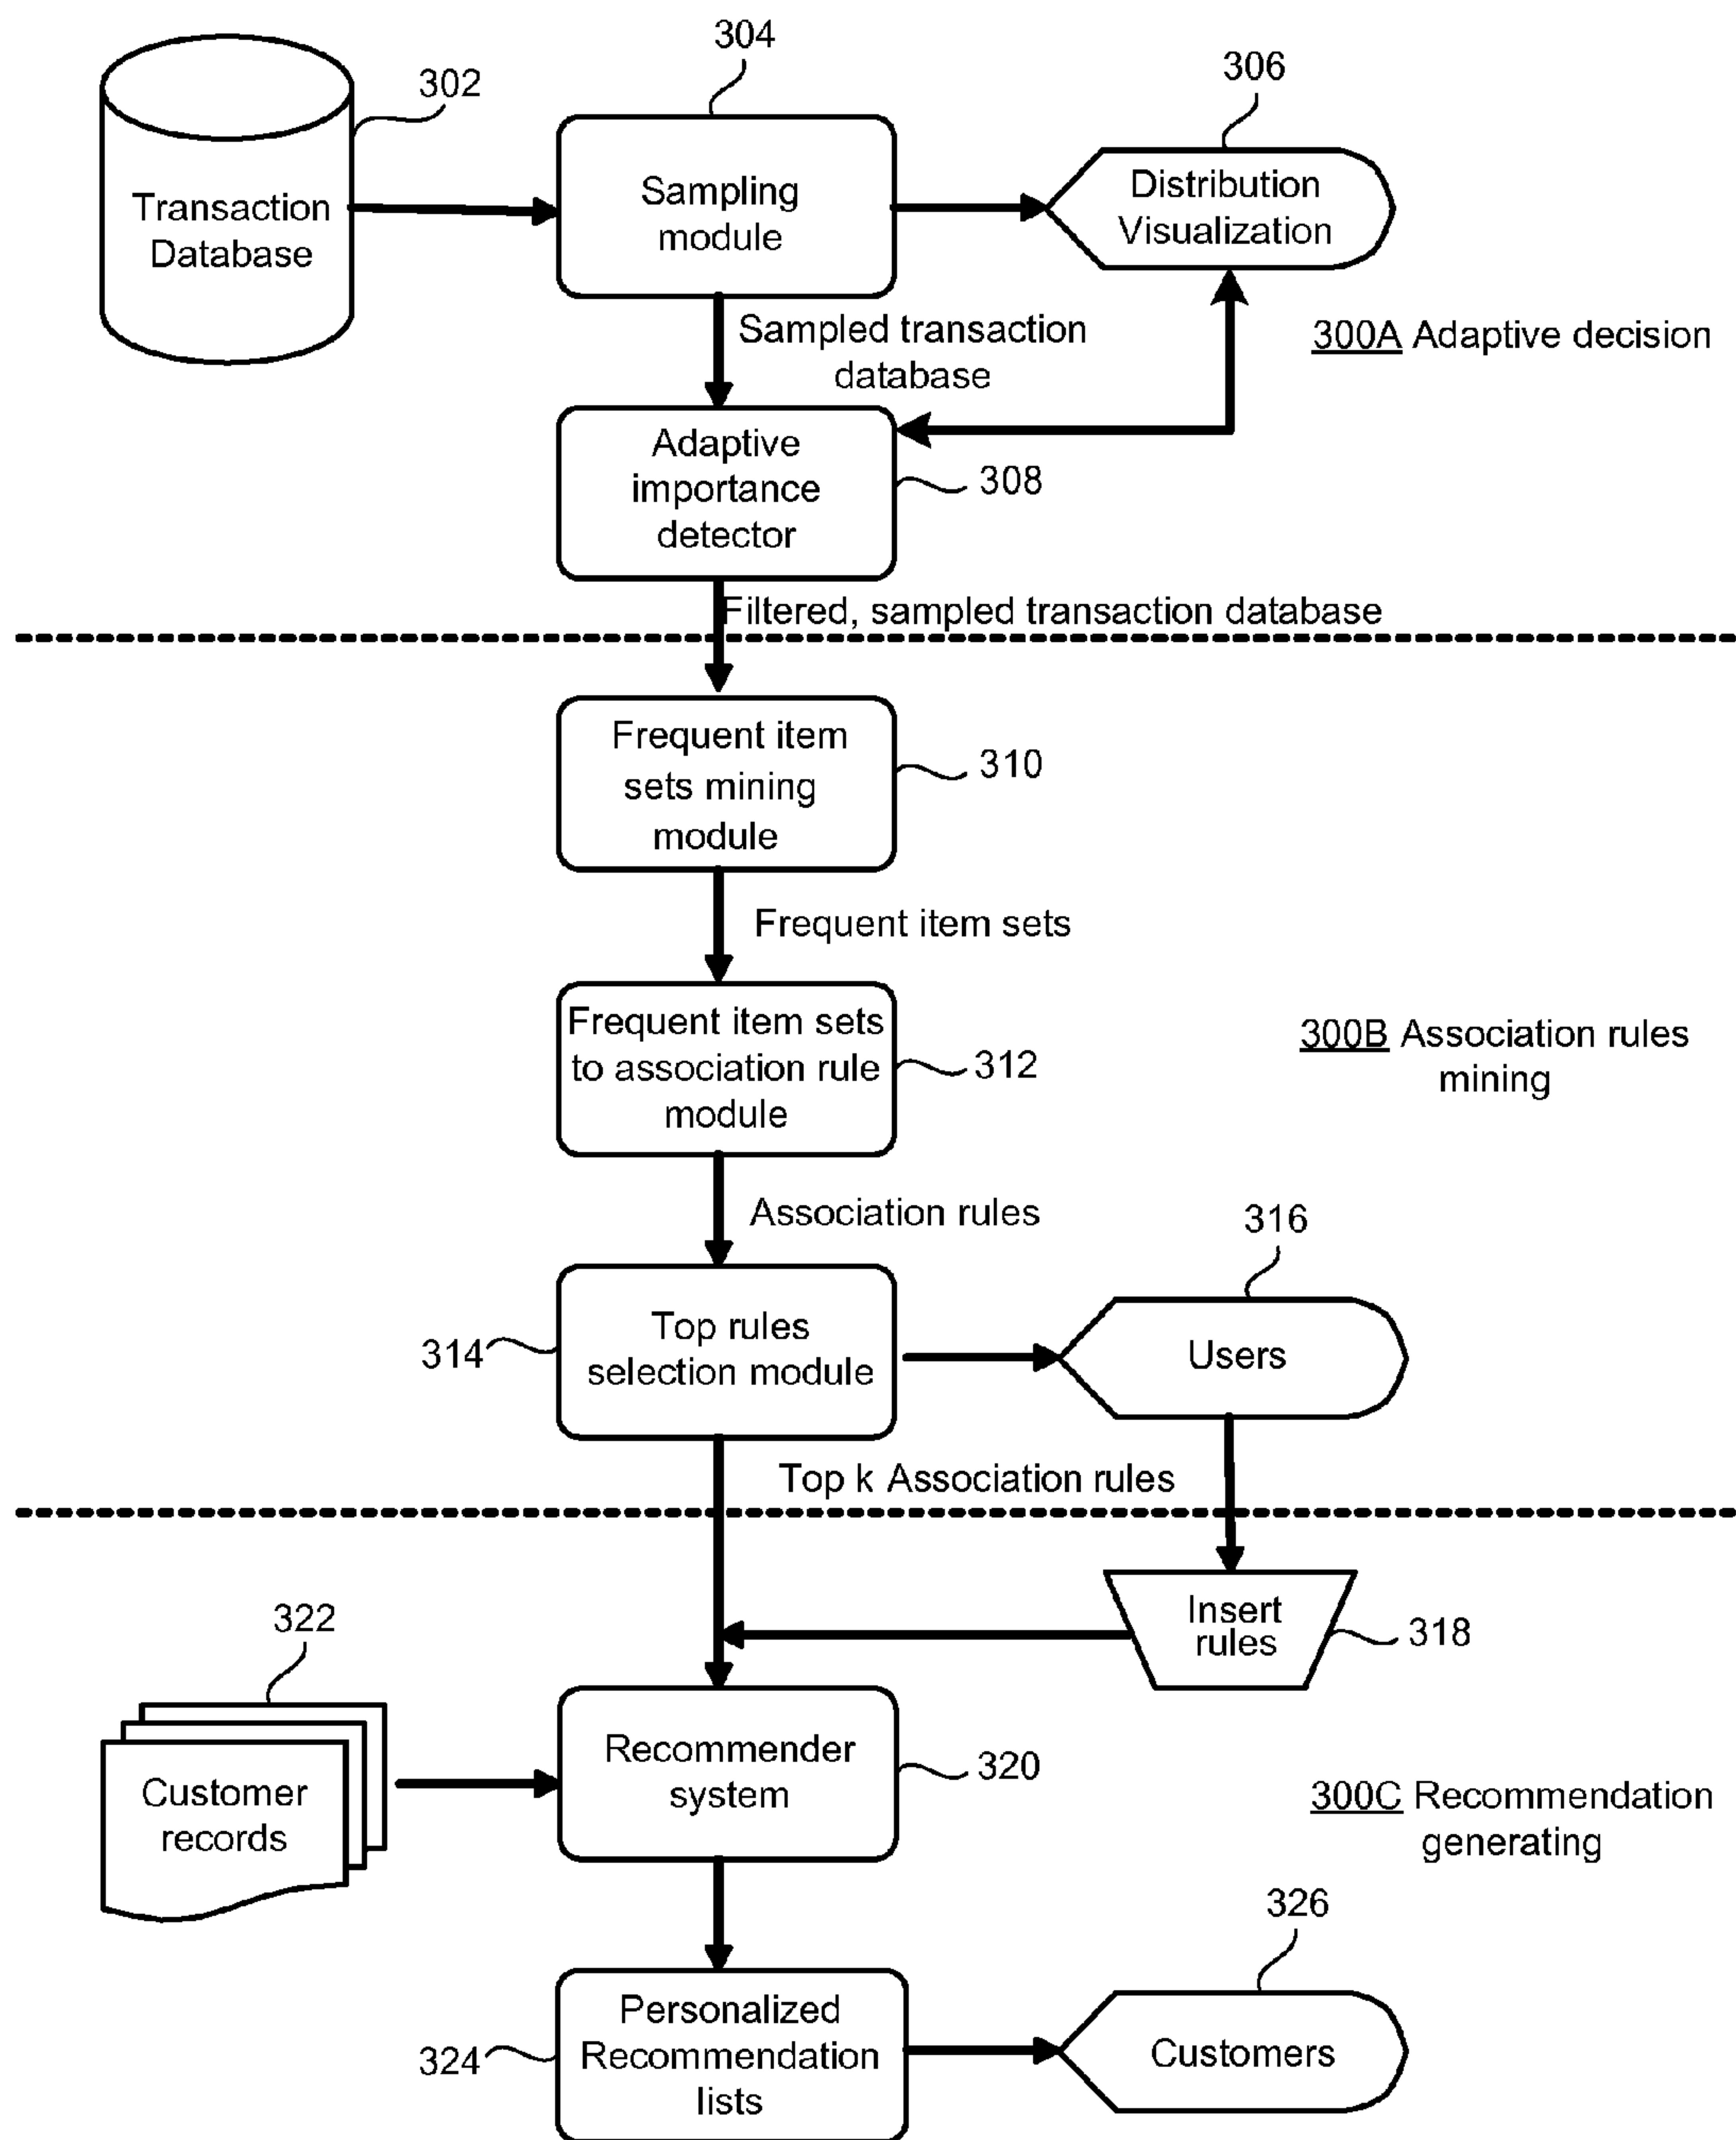 304
306
302
Transaction
Database
Sampling
module
Distribution
Visualization
Sampled transaction
database
300A Adaptive decision
Adaptive
importance
detector
308
Filtered, sampled transaction database
Frequent item
sets mining
module
310
Frequent item sets
Frequent item sets
to association rule
module
312
300B Association rules
mining
Association rules
316
314
Top rules
selection module
Users
Top k Association rules
322
Insert
rules
318
Customer
records
Recommender
system
320
300C Recommendation
generating
326
324
Personalized
Recommendation
lists
Customers